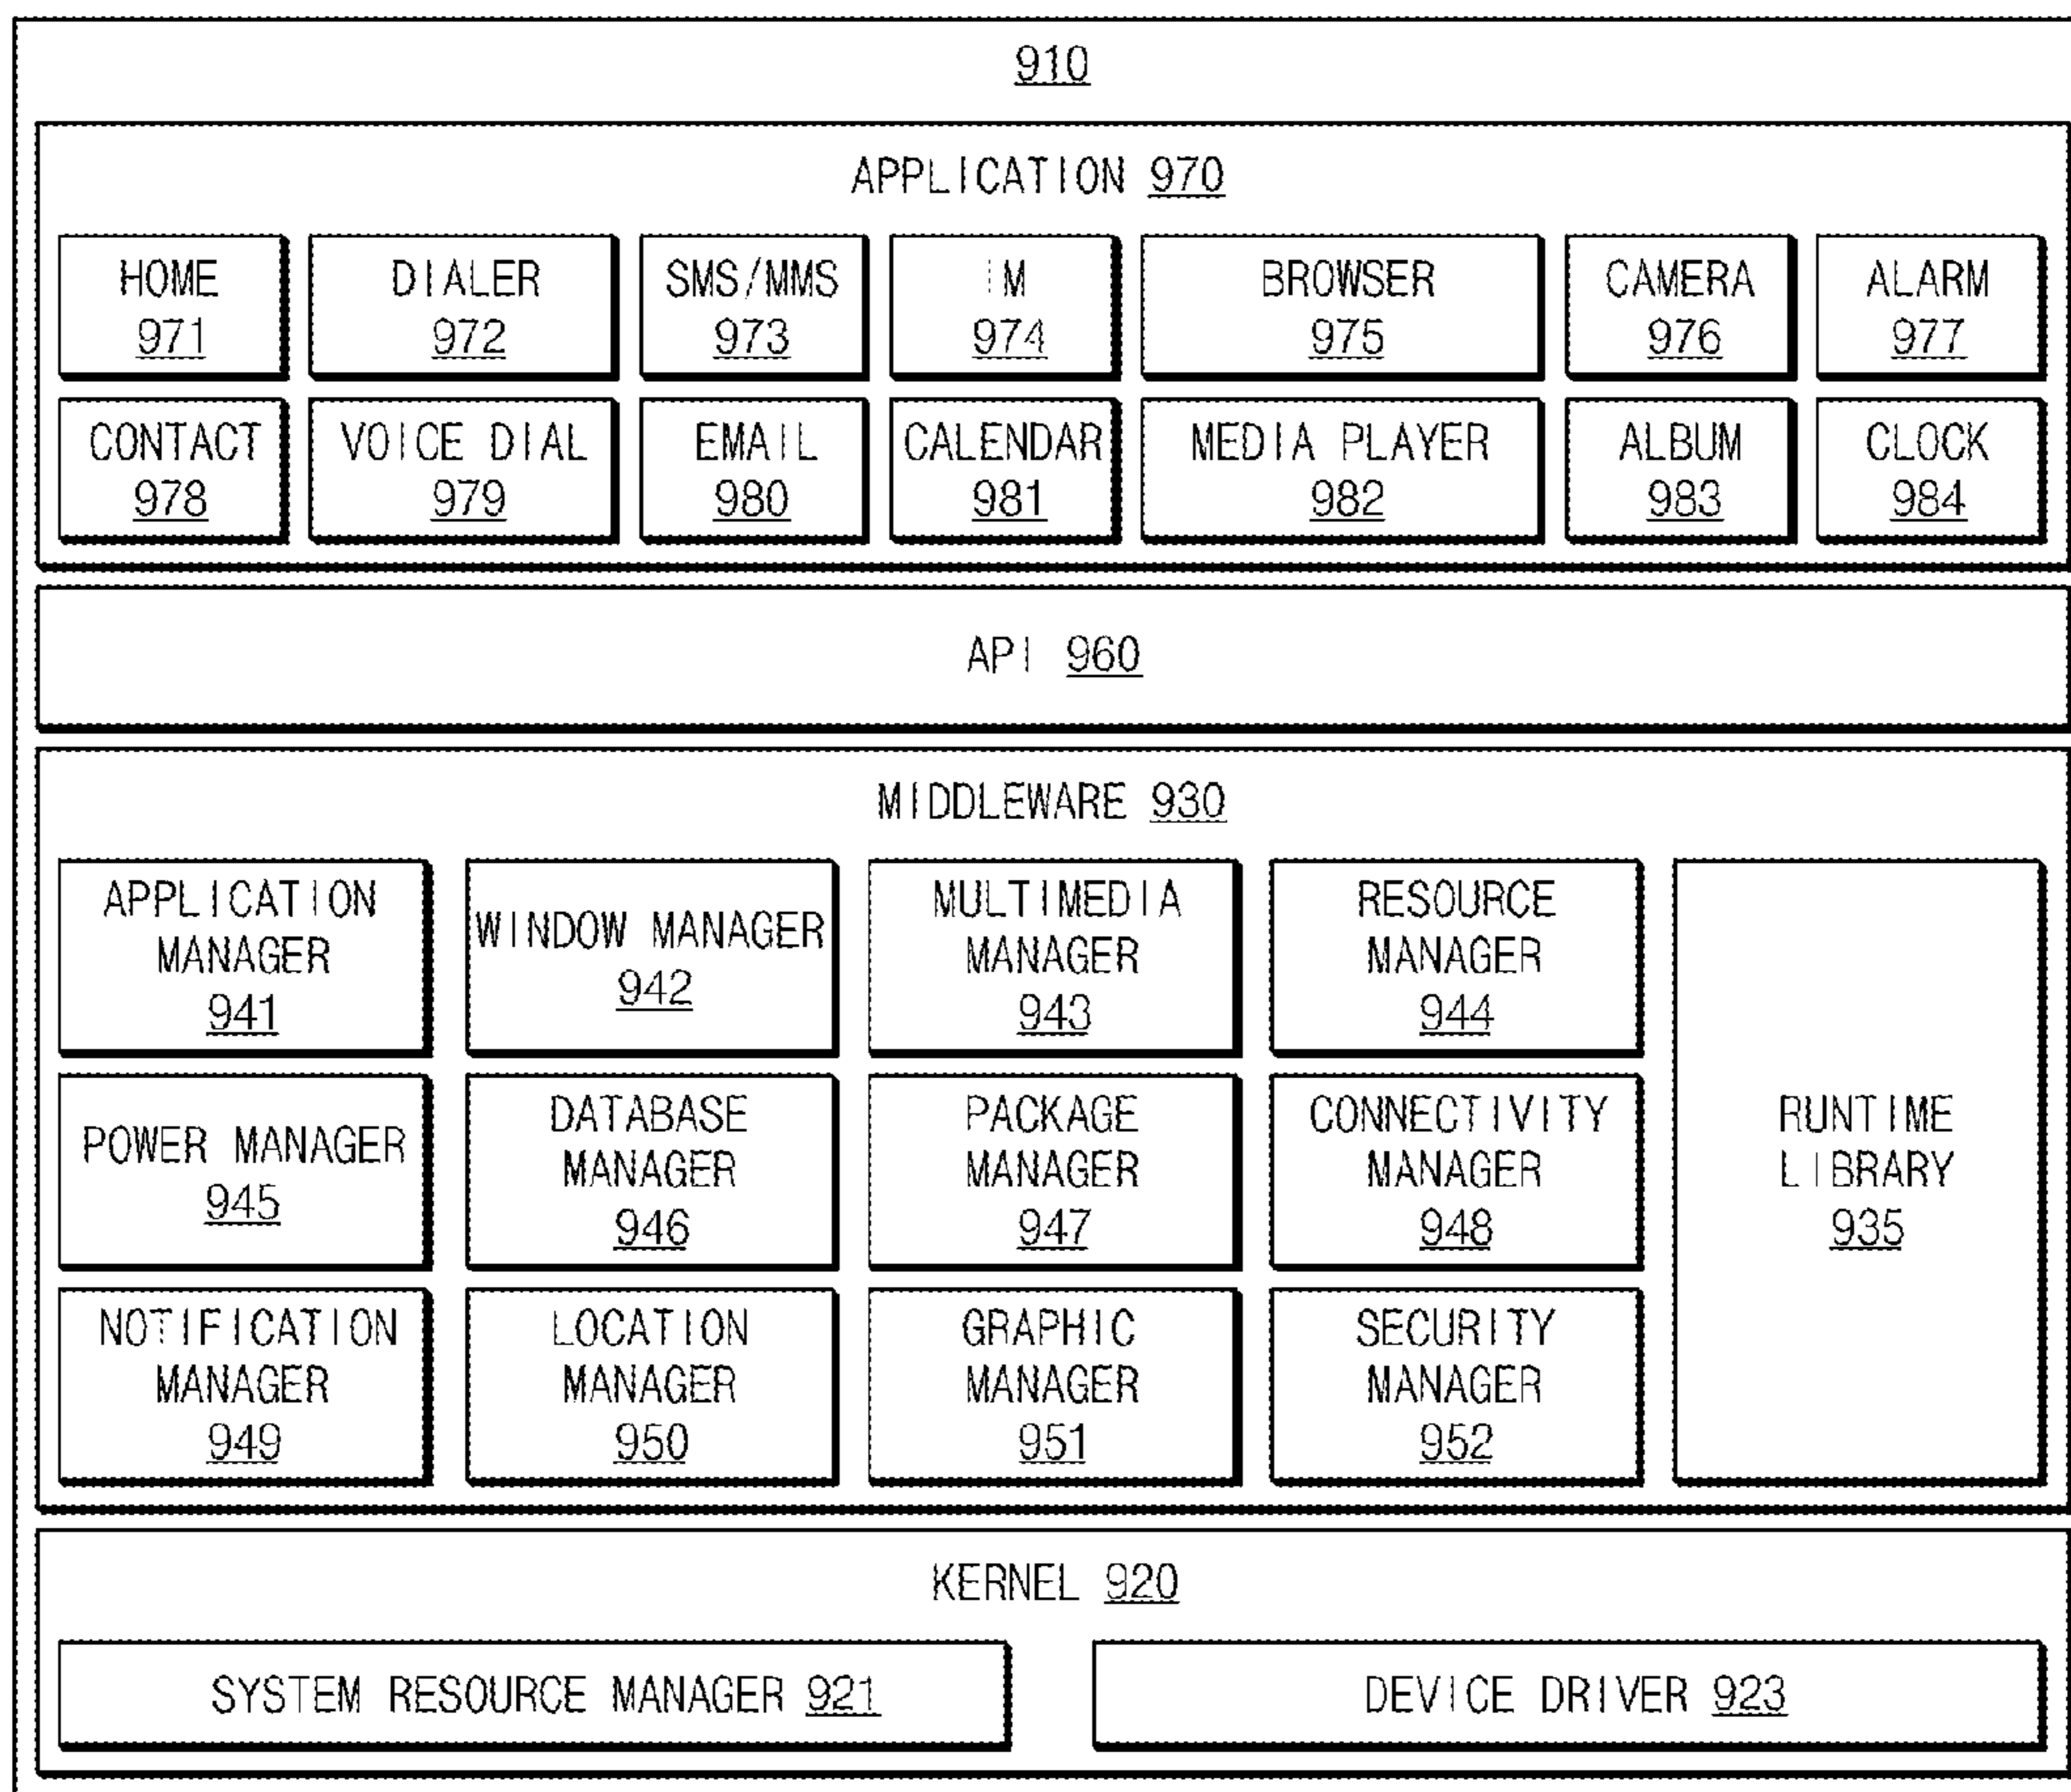 910
APPLICATION 970
HOME DIALER SMS/MMS IM BROWSER CAMERA ALARM
971 972 973 974 975 976 977
CONTACT VOICE DIAL EMAIL CALENDAR MEDIA PLAYER ALBUM CLOCK
978 979 980 981 982 983 984
API 960
MIDDLEWARE 930
APPLICATION
MANAGER
941
WINDOW MANAGER
942
MULTIMEDIA
MANAGER
943
RESOURCE
MANAGER
944
POWER MANAGER
945
DATABASE
MANAGER
946
PACKAGE
MANAGER
947
CONNECTIVITY
MANAGER
948
RUNTIME
LIBRARY
935
NOTIFICATION
MANAGER
949
LOCATION
MANAGER
950
GRAPHIC
MANAGER
951
SECURITY
MANAGER
952
KERNEL 920
SYSTEM RESOURCE MANAGER 921
DEVICE DRIVER 923